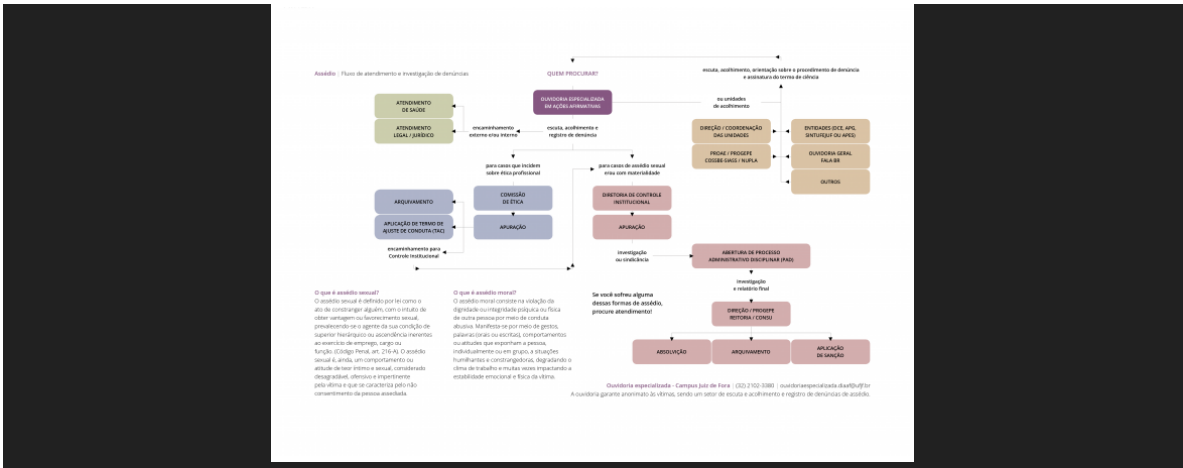 Assédio | Fluxo de atendimento e investigação de denúncias
QUEM PROCURAR?
escuta, acolhimento, orientação sobre o procedimento de denúncia
e assinatura do termo de ciência
OUVIDORIA ESPECIALIZADA
EM AÇÕES AFIRMATIVAS
ou unidades
de acolhimento
ATENDIMENTO
DE SAÚDE
ATENDIMENTO
LEGAL / JURÍDICO
encaminhamento
externo e/ou interno
escuta, acolhimento e
registro de denúncia
DIREÇÃO / COORDENAÇÃO
DAS UNIDADES
ENTIDADES (DCE, APG,
SINTUFEJUF OU APES)
PROAE / PROGEPE
COSSBE-SIASS / NUPLA
OUVIDORIA GERAL
FALA BR
OUTROS
para casos que incidem
sobre ética profissional
para casos de assédio sexual
e/ou com materialidade
COMISSÃO
DE ÉTICA
DIRETORIA DE CONTROLE
INSTITUCIONAL
ARQUIVAMENTO
APLICAÇÃO DE TERMO DE
AJUSTE DE CONDUTA (TAC)
APURAÇÃO
APURAÇÃO
encaminhamento para
Controle Institucional
investigação
ou sindicância
ABERTURA DE PROCESSO
ADMINISTRATIVO DISCIPLINAR (PAD)
investigação
e relatório final
DIREÇÃO / PROGEPE
REITORIA / CONSU
ABSOLVIÇÃO
ARQUIVAMENTO
APLICAÇÃO
DE SANÇÃO
O que é assédio sexual?
O assédio sexual é definido por lei como o
ato de constranger alguém, com o intuito de
obter vantagem ou favorecimento sexual,
prevalecendo-se o agente da sua condição de
superior hierárquico ou ascendência inerentes
ao exercício de emprego, cargo ou
função (Código Penal, art. 216-A). O assédio
sexual é, ainda, um comportamento ou
atitude de teor íntimo e sexual, considerado
desagradável, ofensivo e impertinente
pela vítima e que se caracteriza pelo não
consentimento da pessoa assediada.
O que é assédio moral?
O assédio moral consiste na violação da
dignidade ou integridade psíquica ou física
de outra pessoa por meio de conduta
abusiva. Manifesta-se por meio de gestos,
palavras (orais ou escritas), comportamentos
ou atitudes que exponham a pessoa,
individualmente ou em grupo, a situações
humilhantes e constrangedoras, degradando o
clima de trabalho e muitas vezes impactando a
estabilidade emocional e física da vítima.
Se você sofreu alguma
dessas formas de assédio,
procure atendimento!
Ouvidoria especializada - Campus Juiz de Fora | (32) 2102-3380 | ouvidoriaespecializada.diaaf@ufjf.br
A ouvidoria garante anonimato às vítimas, sendo um setor de escuta e acolhimento e registro de denúncias de assédio.